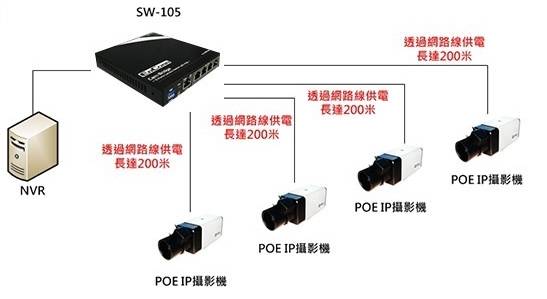 SW-105
透過網路線供電
長達200米
透過網路線供電
長達200米
透過網路線供電
長達200米
透過網路線供電
長達200米
NVR
POE IP攝影機
POE IP攝影機
POE IP攝影機
POE IP攝影機